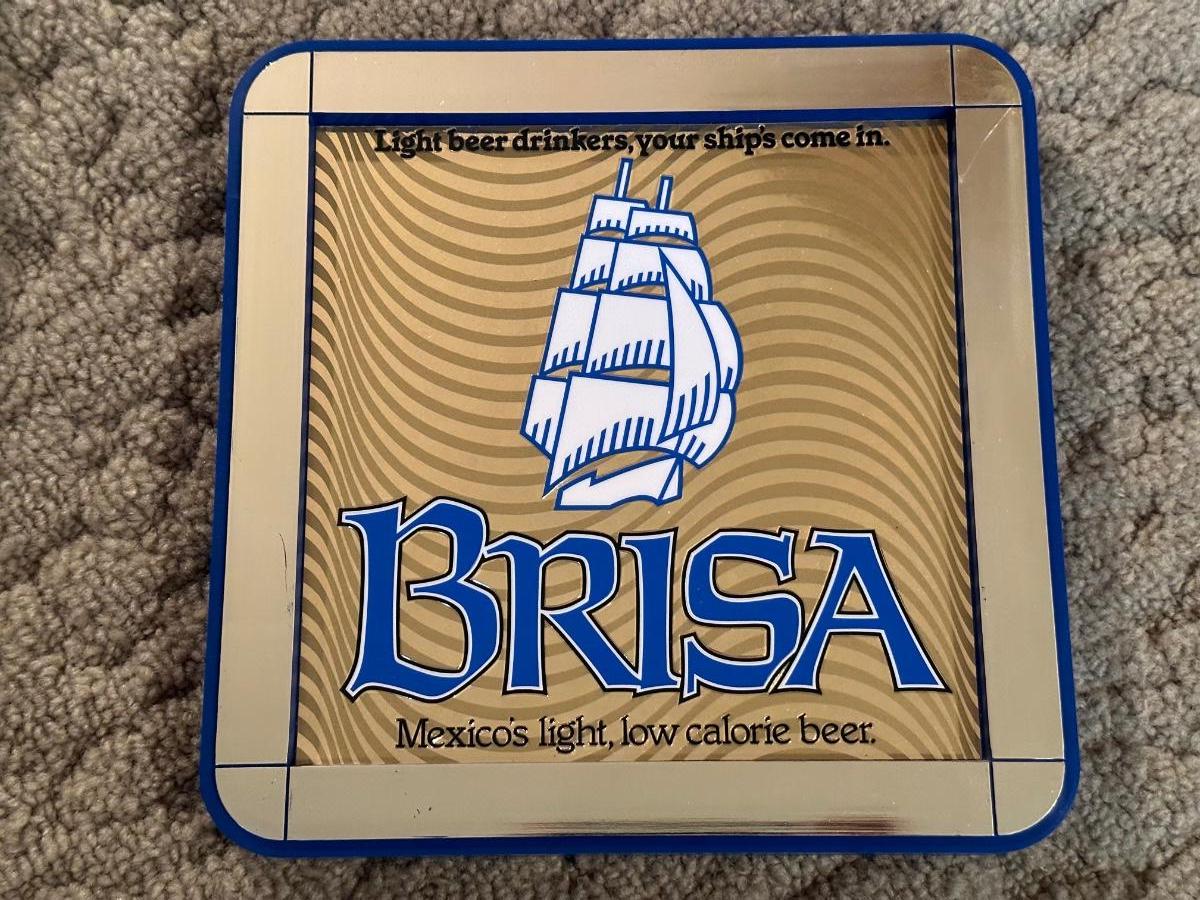 Light beer drinkers, your ship's come in.
BRISA
Mexico's light, low calorie beer.